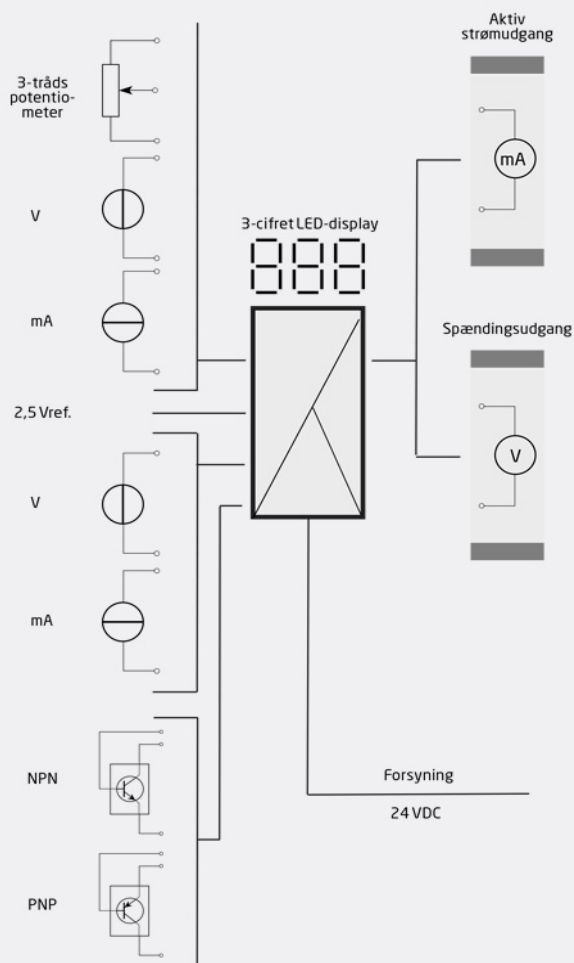 3-tråds
potentio-
meter
V
mA
2,5 Vref.
V
mA
NPN
PNP
3-cifret LED-display
888
Aktiv
strømudgang
mA
Spændingsudgang
V
Forsyning
24 VDC